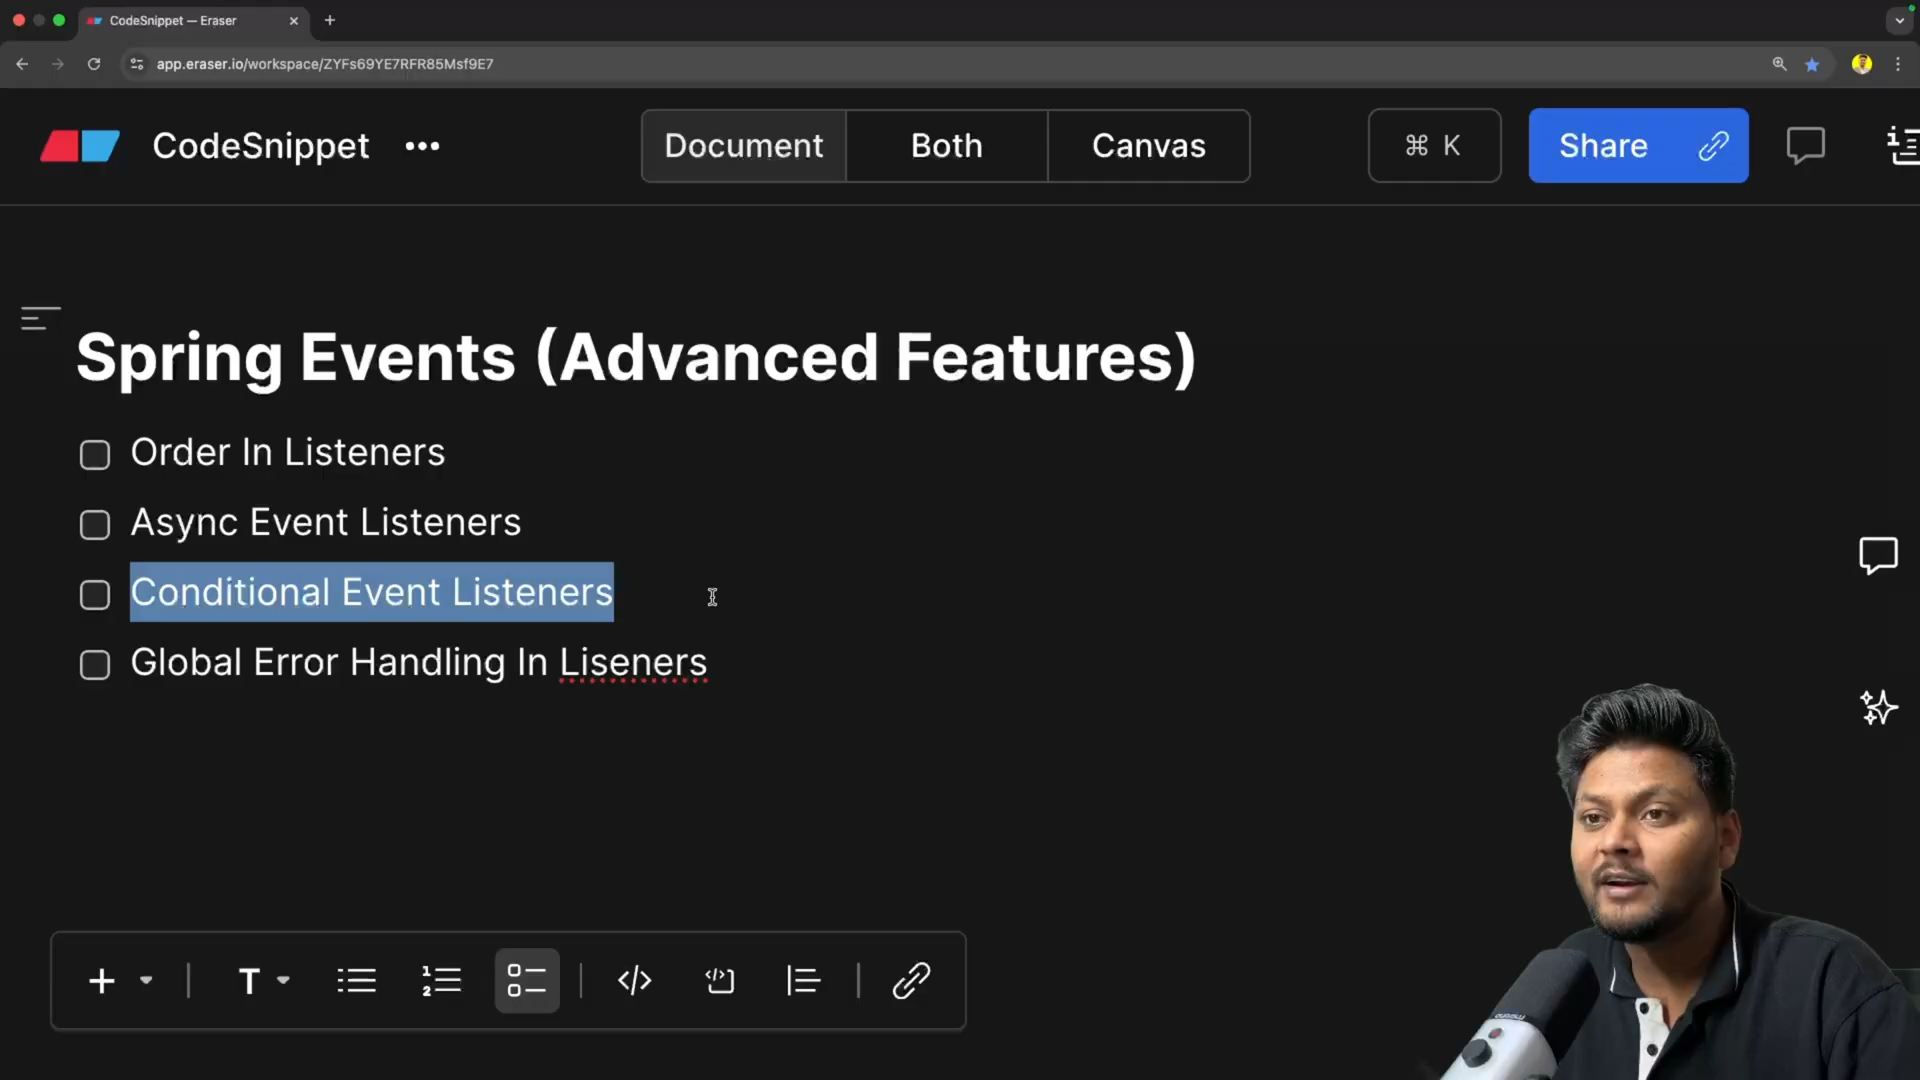 CodeSnippet — Eraser
app.eraser.io/workspace/ZYFs69YE7RFR85Msf9E7
CodeSnippet
Document
Both
Canvas
⌘ K
Share
Spring Events (Advanced Features)
Order In Listeners
Async Event Listeners
Conditional Event Listeners
Global Error Handling In Liseners
T